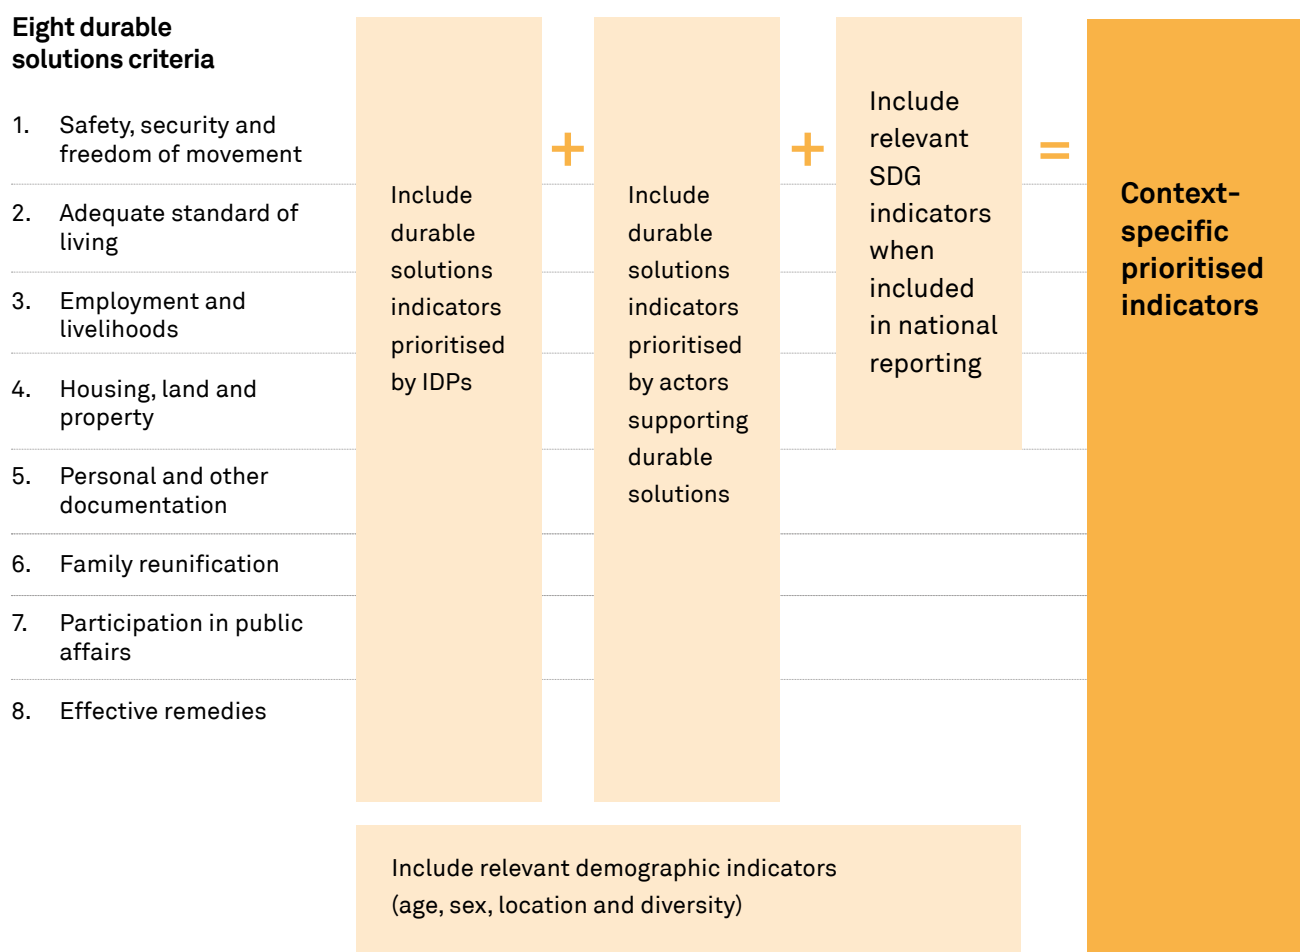 Eight durable
solutions criteria
1. Safety, security and
freedom of movement
2. Adequate standard of
living
3. Employment and
livelihoods
4. Housing, land and
property
5. Personal and other
documentation
6. Family reunification
7. Participation in public
affairs
8. Effective remedies
Include
durable
solutions
indicators
prioritised
by IDPs
+
Include
durable
solutions
indicators
prioritised
by actors
supporting
durable
solutions
+
Include
relevant
SDG
indicators
when
included
in national
reporting
=
Context-
specific
prioritised
indicators
Include relevant demographic indicators
(age, sex, location and diversity)